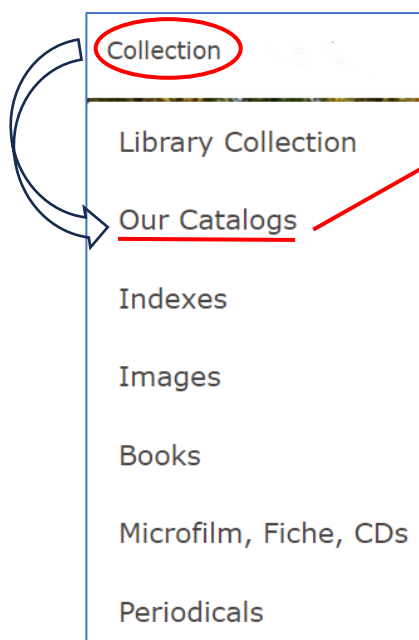 Collection
Library Collection
Our Catalogs
Indexes
Images
Books
Microfilm, Fiche, CDs
Periodicals